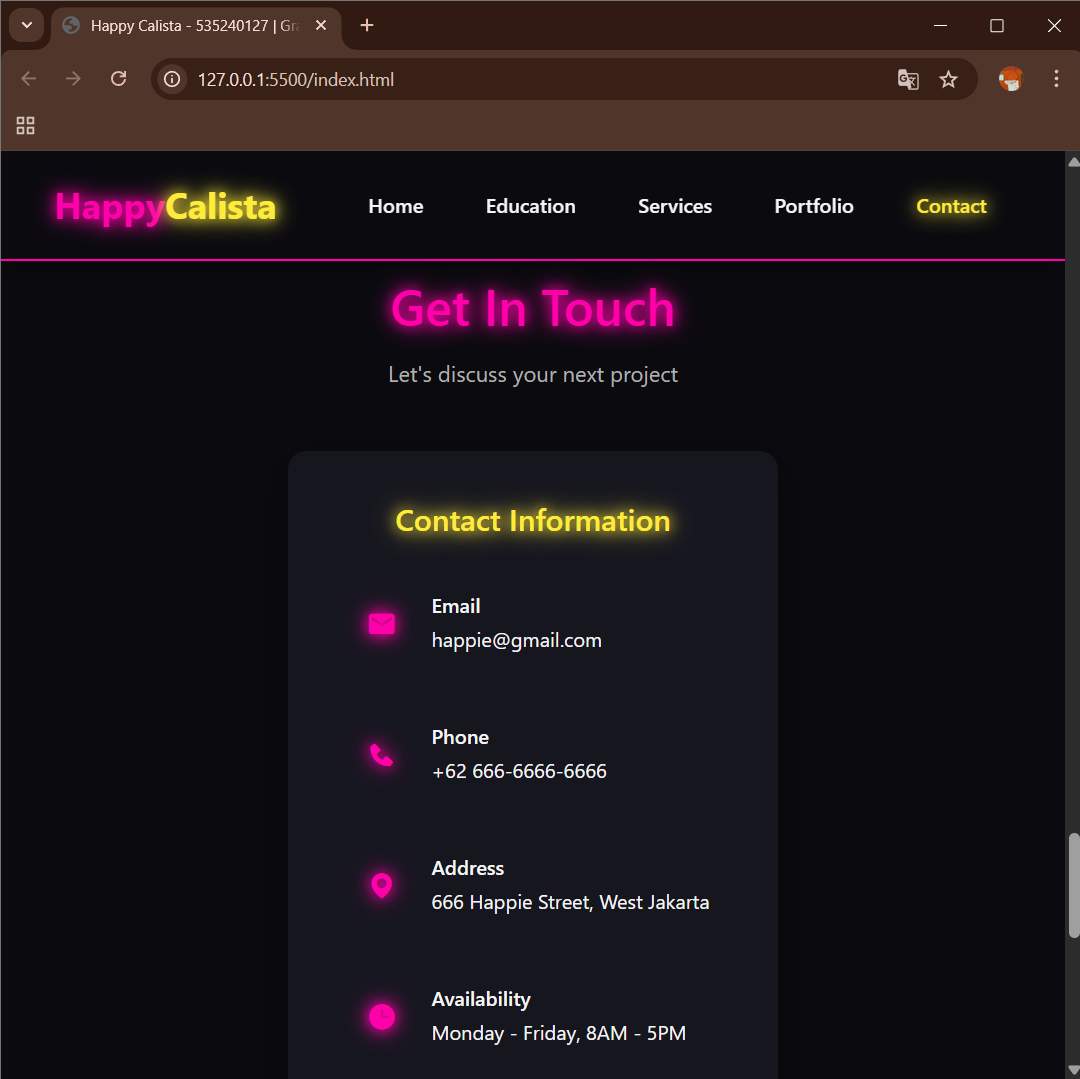 Happy Calista - 535240127 | Gra
127.0.0.1:5500/index.html
HappyCalista Home Education Services Portfolio Contact
Get In Touch
Let's discuss your next project
Contact Information
Email
happie@gmail.com
Phone
+62 666-6666-6666
Address
666 Happie Street, West Jakarta
Availability
Monday - Friday, 8AM - 5PM